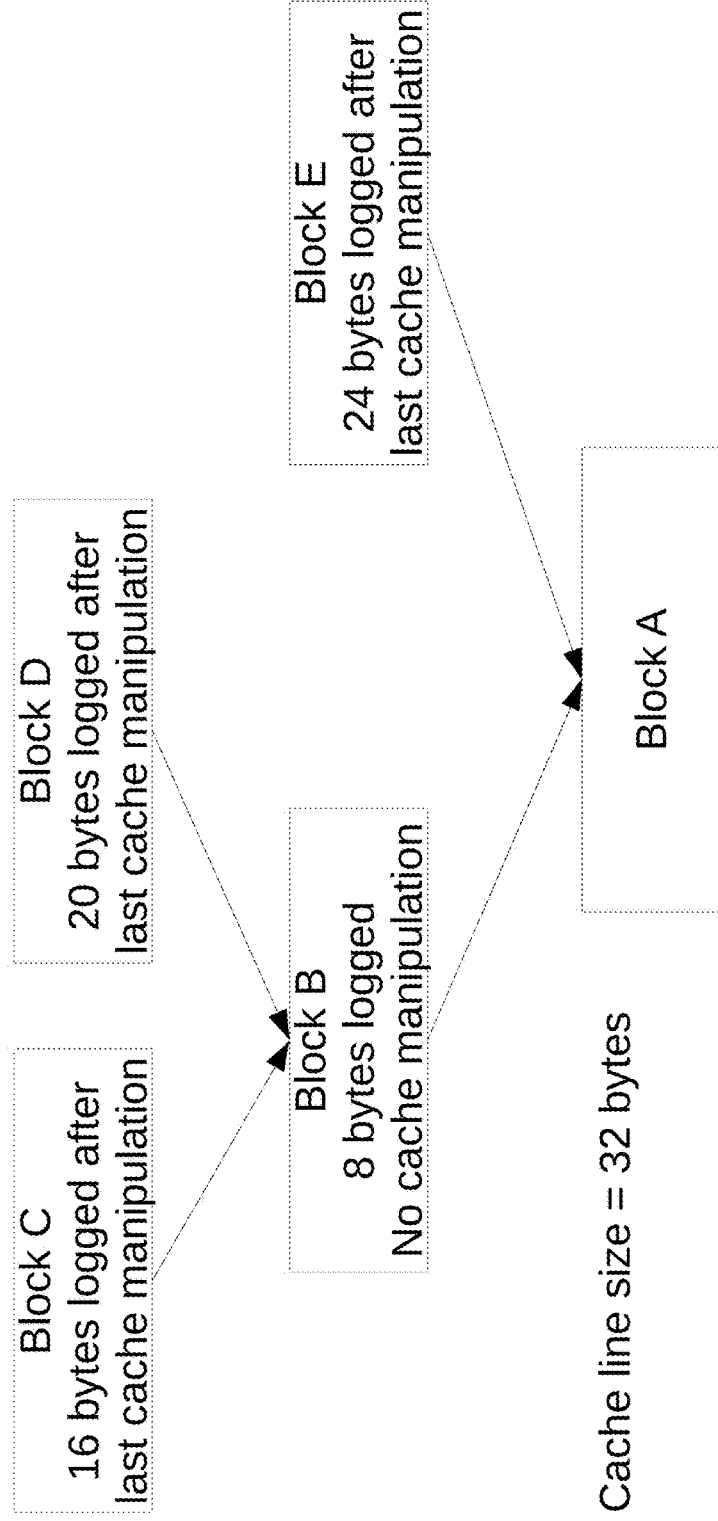 Block C
16 bytes logged after
last cache manipulation
Block D
20 bytes logged after
last cache manipulation
Block B
8 bytes logged
No cache manipulation
Block E
24 bytes logged after
last cache manipulation
Block A
Cache line size = 32 bytes